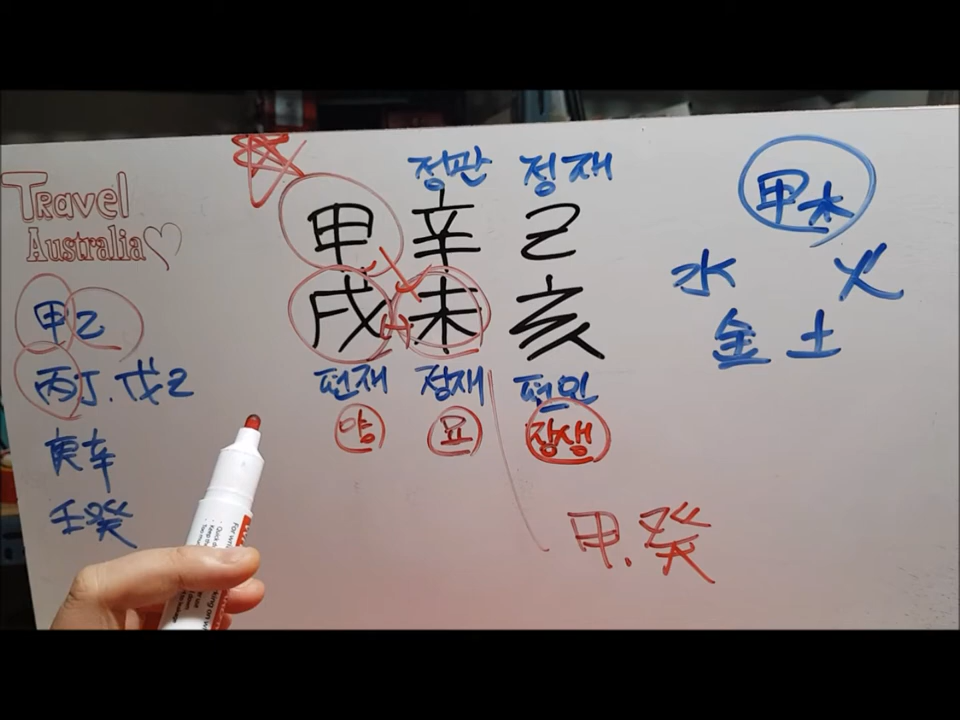 Travel
Australia
정관 정재
甲 辛 乙
戌 未 亥
편재 정재 편인
양 묘 장생
甲乙
丙丁.戊己
庚辛
壬癸
甲木
水 火
金 土
甲.癸